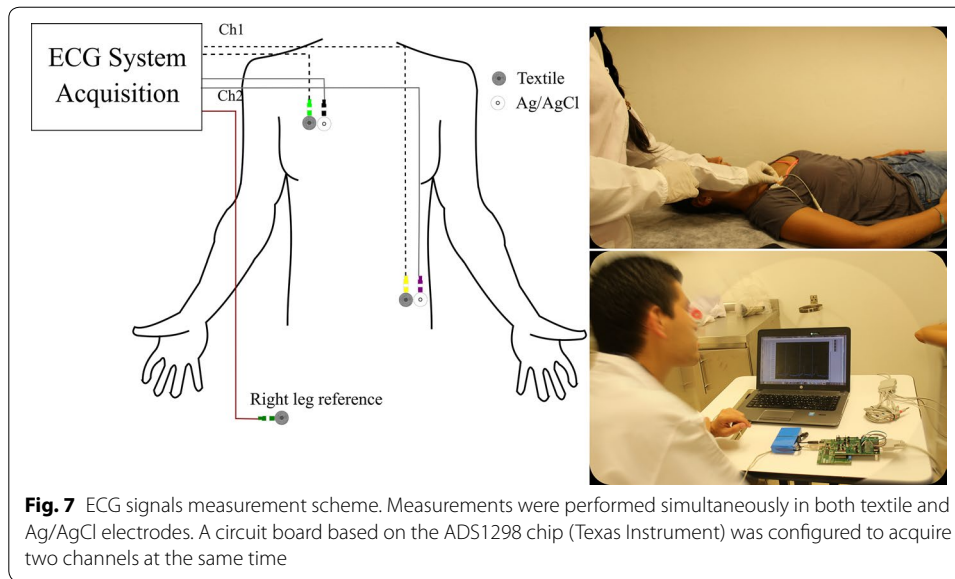 Ch1
ECG System
Acquisition
Ch2
Textile
Ag/AgCl
Right leg reference
Fig. 7 ECG signals measurement scheme. Measurements were performed simultaneously in both textile and
Ag/AgCl electrodes. A circuit board based on the ADS1298 chip (Texas Instrument) was configured to acquire
two channels at the same time